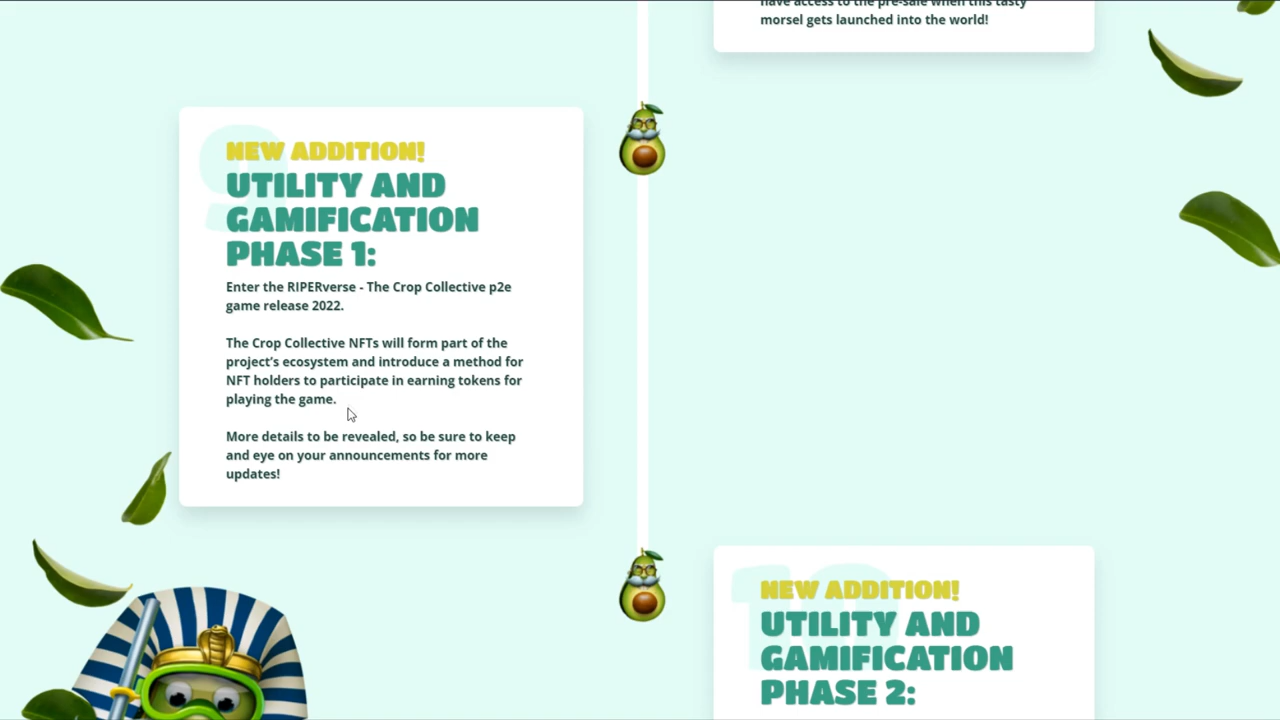 have access to the pre-sale when this tasty
morsel gets launched into the world!
9
NEW ADDITION!
UTILITY AND
GAMIFICATION
PHASE 1:
Enter the RIPERverse - The Crop Collective p2e
game release 2022.
The Crop Collective NFTs will form part of the
project's ecosystem and introduce a method for
NFT holders to participate in earning tokens for
playing the game.
More details to be revealed, so be sure to keep
and eye on your announcements for more
updates!
10
NEW ADDITION!
UTILITY AND
GAMIFICATION
PHASE 2: